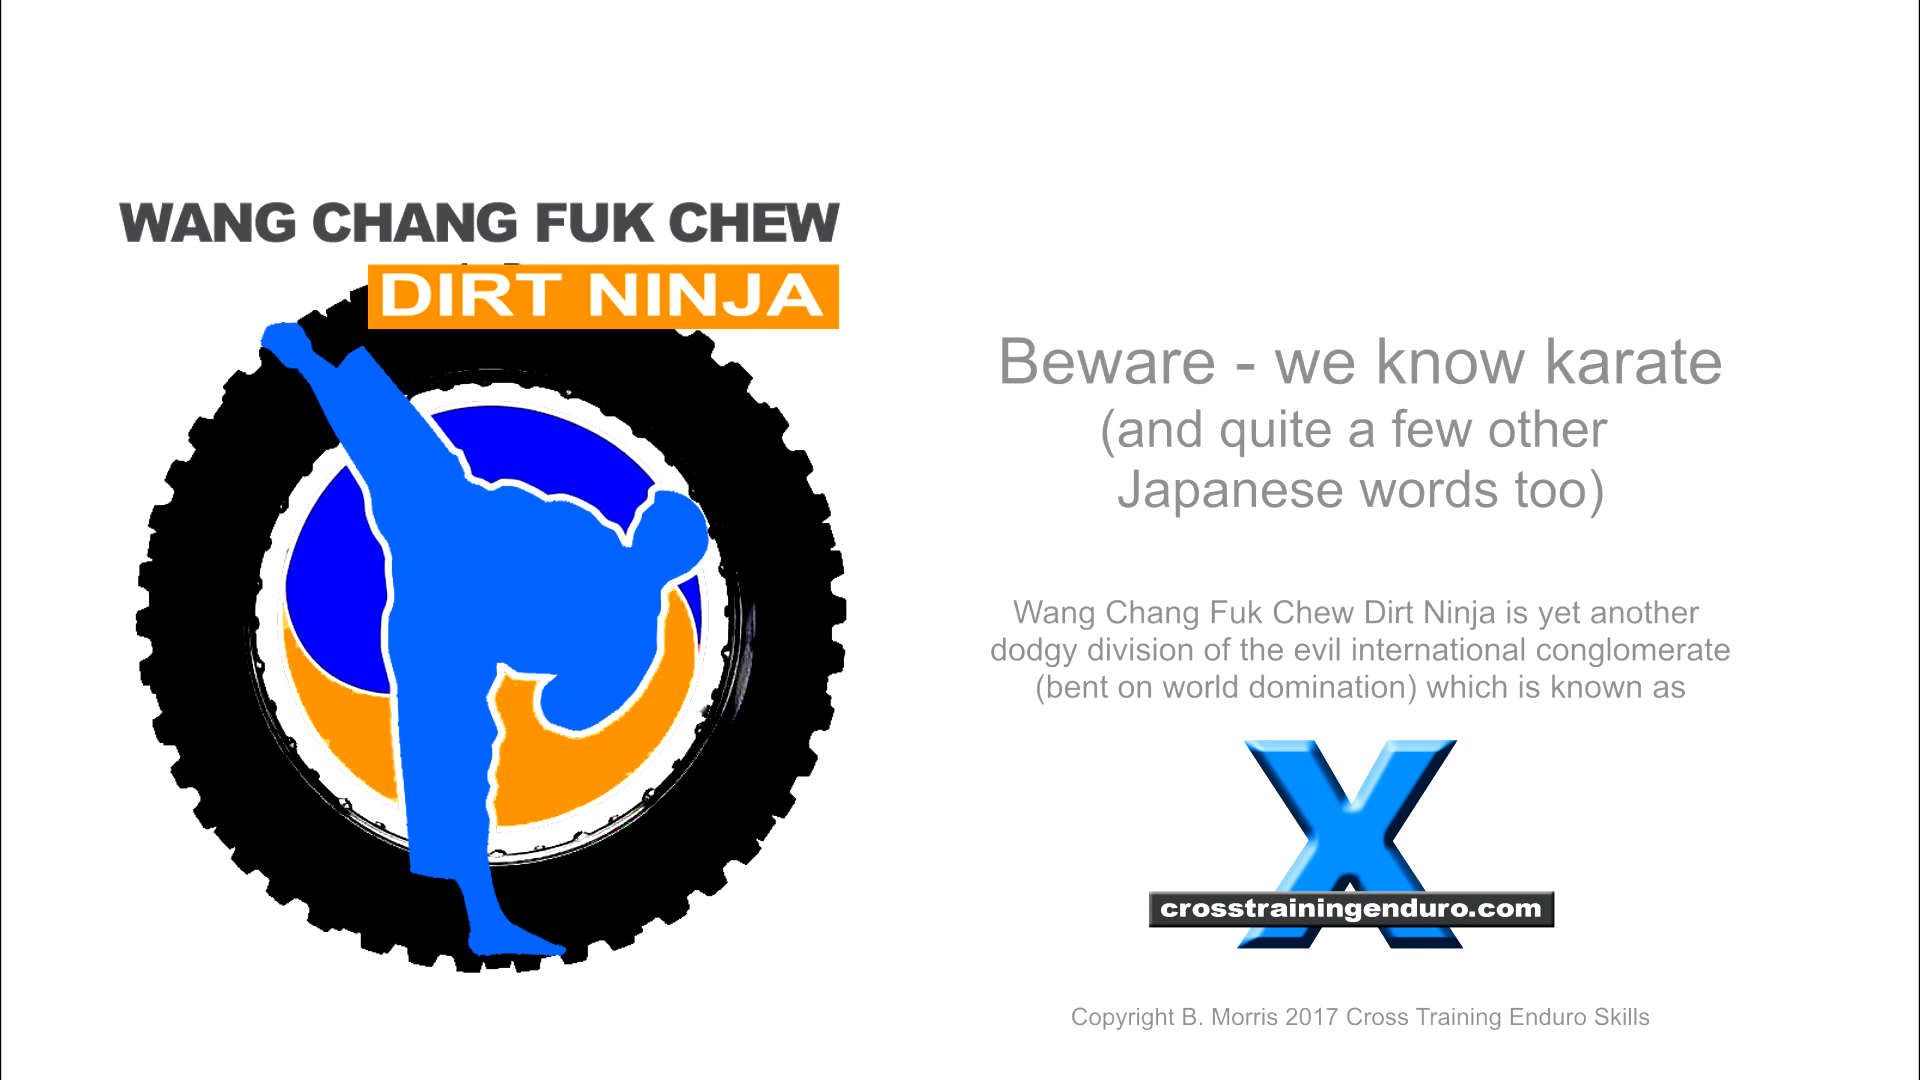 WANG CHANG FUK CHEW
DIRT NINJA
Beware - we know karate
(and quite a few other
Japanese words too)
Wang Chang Fuk Chew Dirt Ninja is yet another
dodgy division of the evil international conglomerate
(bent on world domination) which is known as
X
crosstrainingenduro.com
Copyright B. Morris 2017 Cross Training Enduro Skills